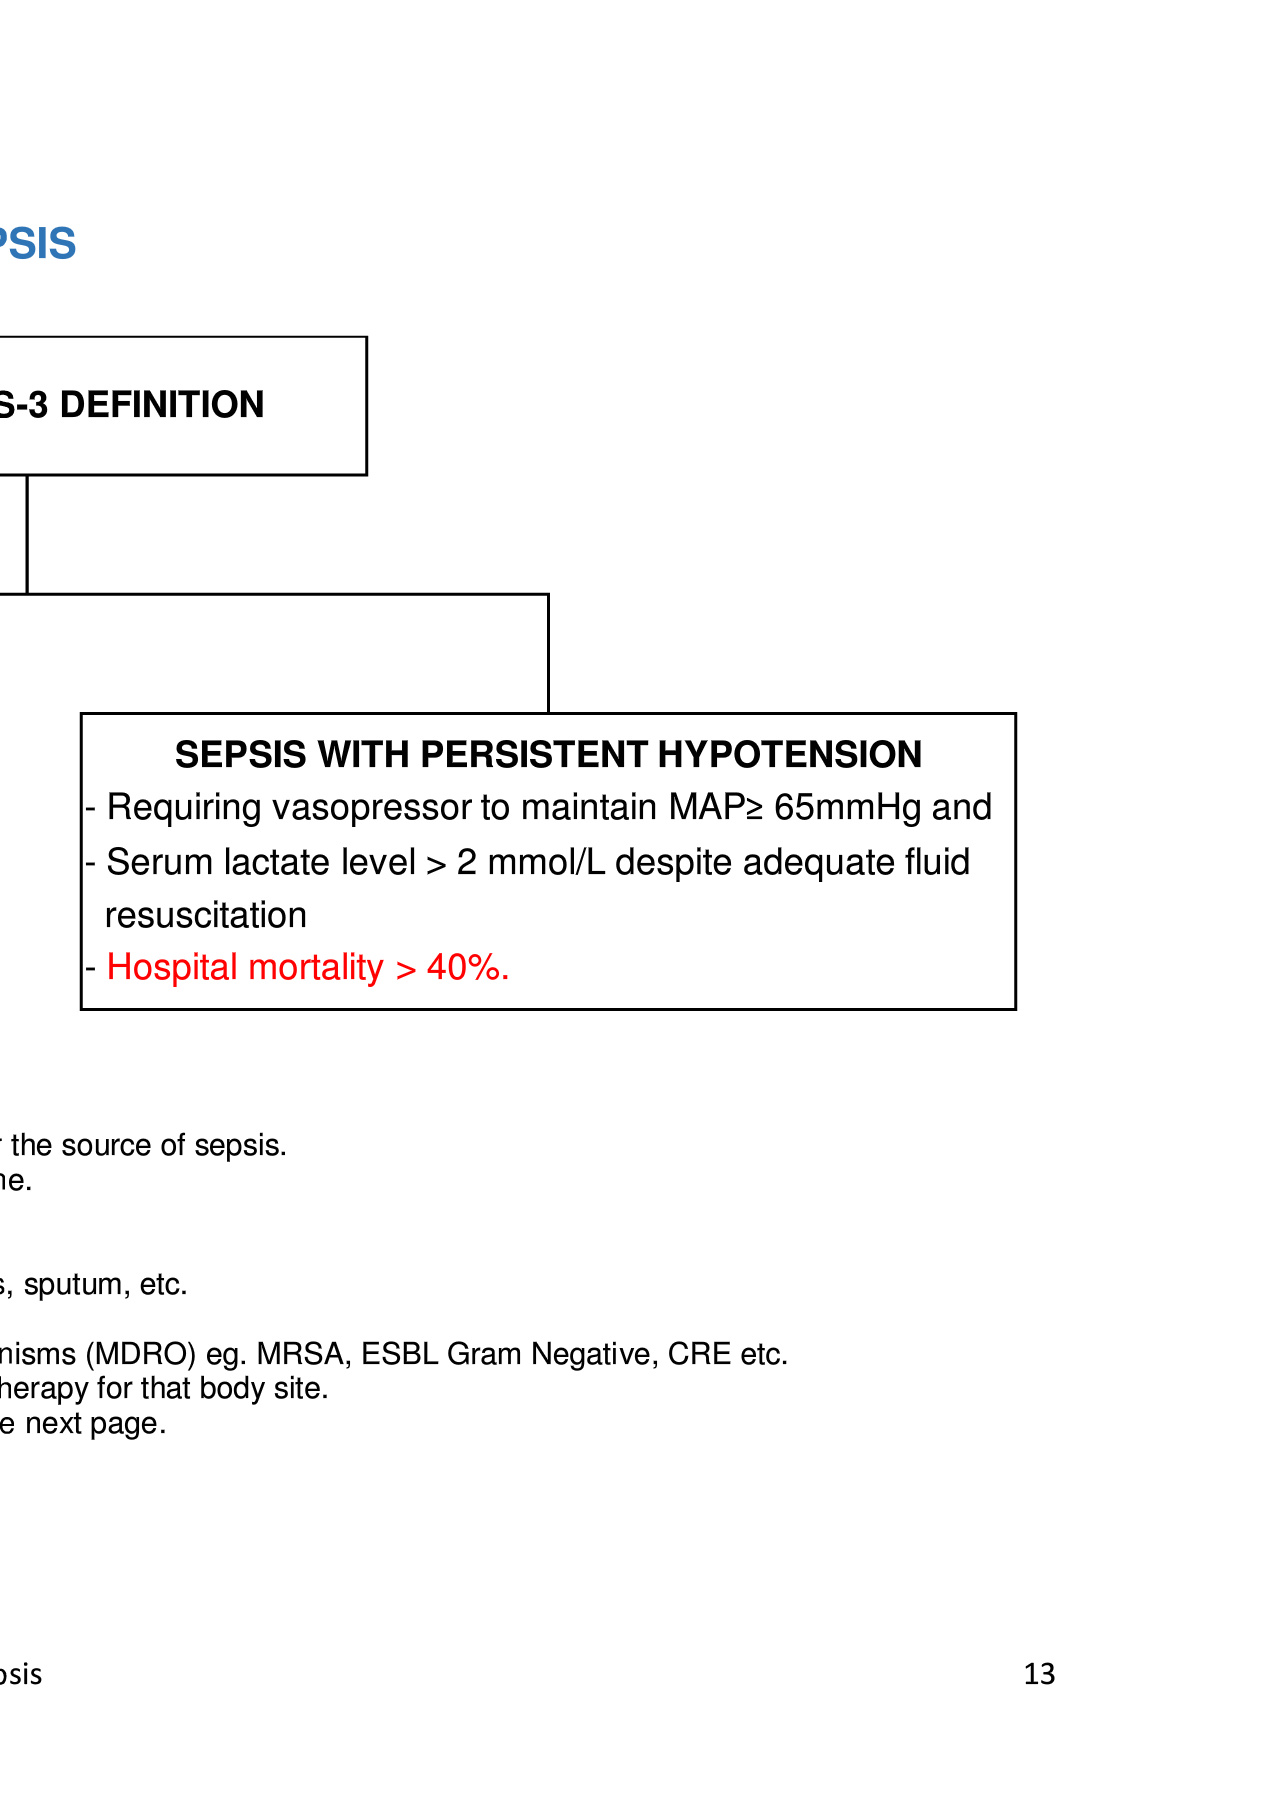 PSIS
S-3 DEFINITION
SEPSIS WITH PERSISTENT HYPOTENSION
- Requiring vasopressor to maintain MAP≥ 65mmHg and
- Serum lactate level > 2 mmol/L despite adequate fluid
resuscitation
- Hospital mortality > 40%.
the source of sepsis.
ne.
s, sputum, etc.
nisms (MDRO) eg. MRSA, ESBL Gram Negative, CRE etc.
herapy for that body site.
e next page.
psis
13